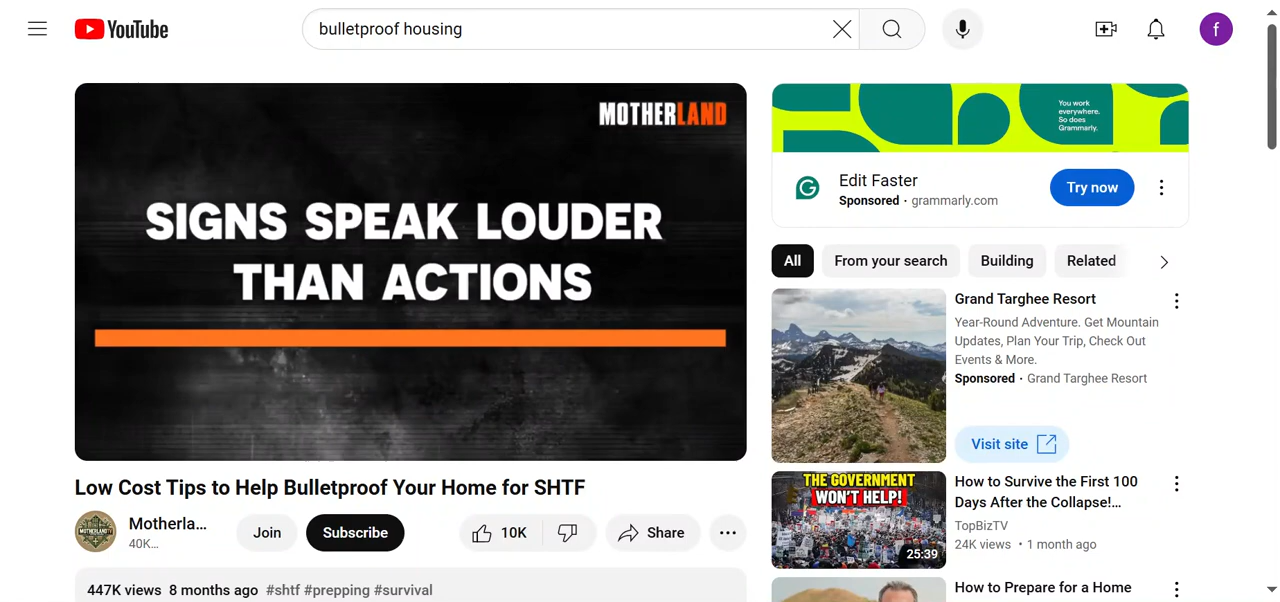 YouTube
bulletproof housing
f
MOTHERLAND
SIGNS SPEAK LOUDER
THAN ACTIONS
Low Cost Tips to Help Bulletproof Your Home for SHTF
MOTHERLAND
Motherla...
40K...
Join
Subscribe
10K
Share
447K views 8 months ago #shtf #prepping #survival
You work
everywhere.
So does
Grammarly.
Edit Faster
Sponsored · grammarly.com
Try now
All
From your search
Building
Related
Grand Targhee Resort
Year-Round Adventure. Get Mountain
Updates, Plan Your Trip, Check Out
Events & More.
Sponsored · Grand Targhee Resort
Visit site
THE GOVERNMENT
WON'T HELP!
25:39
How to Survive the First 100
Days After the Collapse!...
TopBizTV
24K views • 1 month ago
How to Prepare for a Home